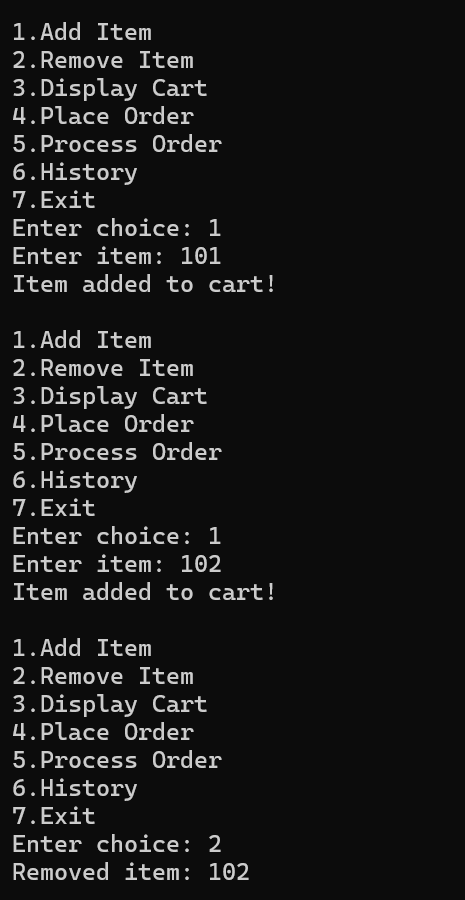 1.Add Item
2.Remove Item
3.Display Cart
4.Place Order
5.Process Order
6.History
7.Exit
Enter choice: 1
Enter item: 101
Item added to cart!

1.Add Item
2.Remove Item
3.Display Cart
4.Place Order
5.Process Order
6.History
7.Exit
Enter choice: 1
Enter item: 102
Item added to cart!

1.Add Item
2.Remove Item
3.Display Cart
4.Place Order
5.Process Order
6.History
7.Exit
Enter choice: 2
Removed item: 102